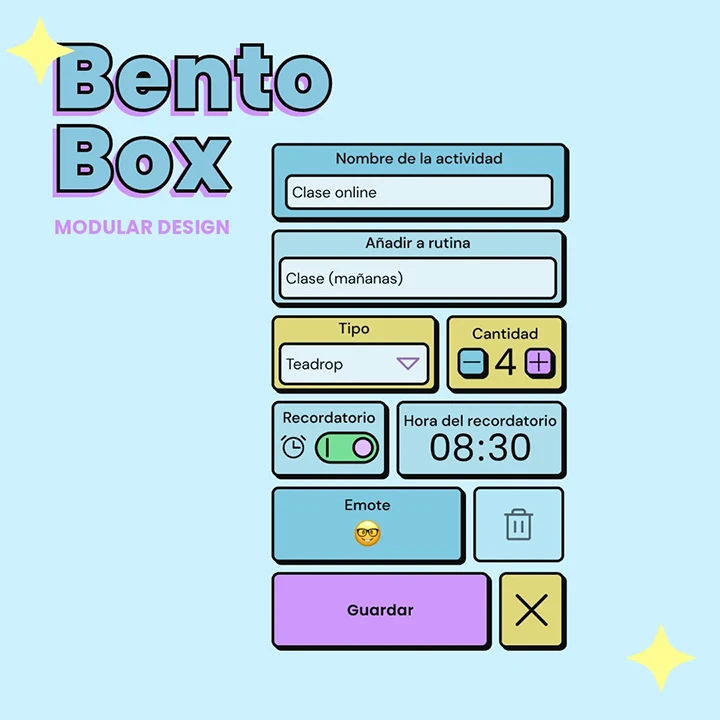 Bento
Box
MODULAR DESIGN
Nombre de la actividad
Clase online
Añadir a rutina
Clase (mañanas)
Tipo
Teadrop
Cantidad
4
Recordatorio
Hora del recordatorio
08:30
Emote
Guardar